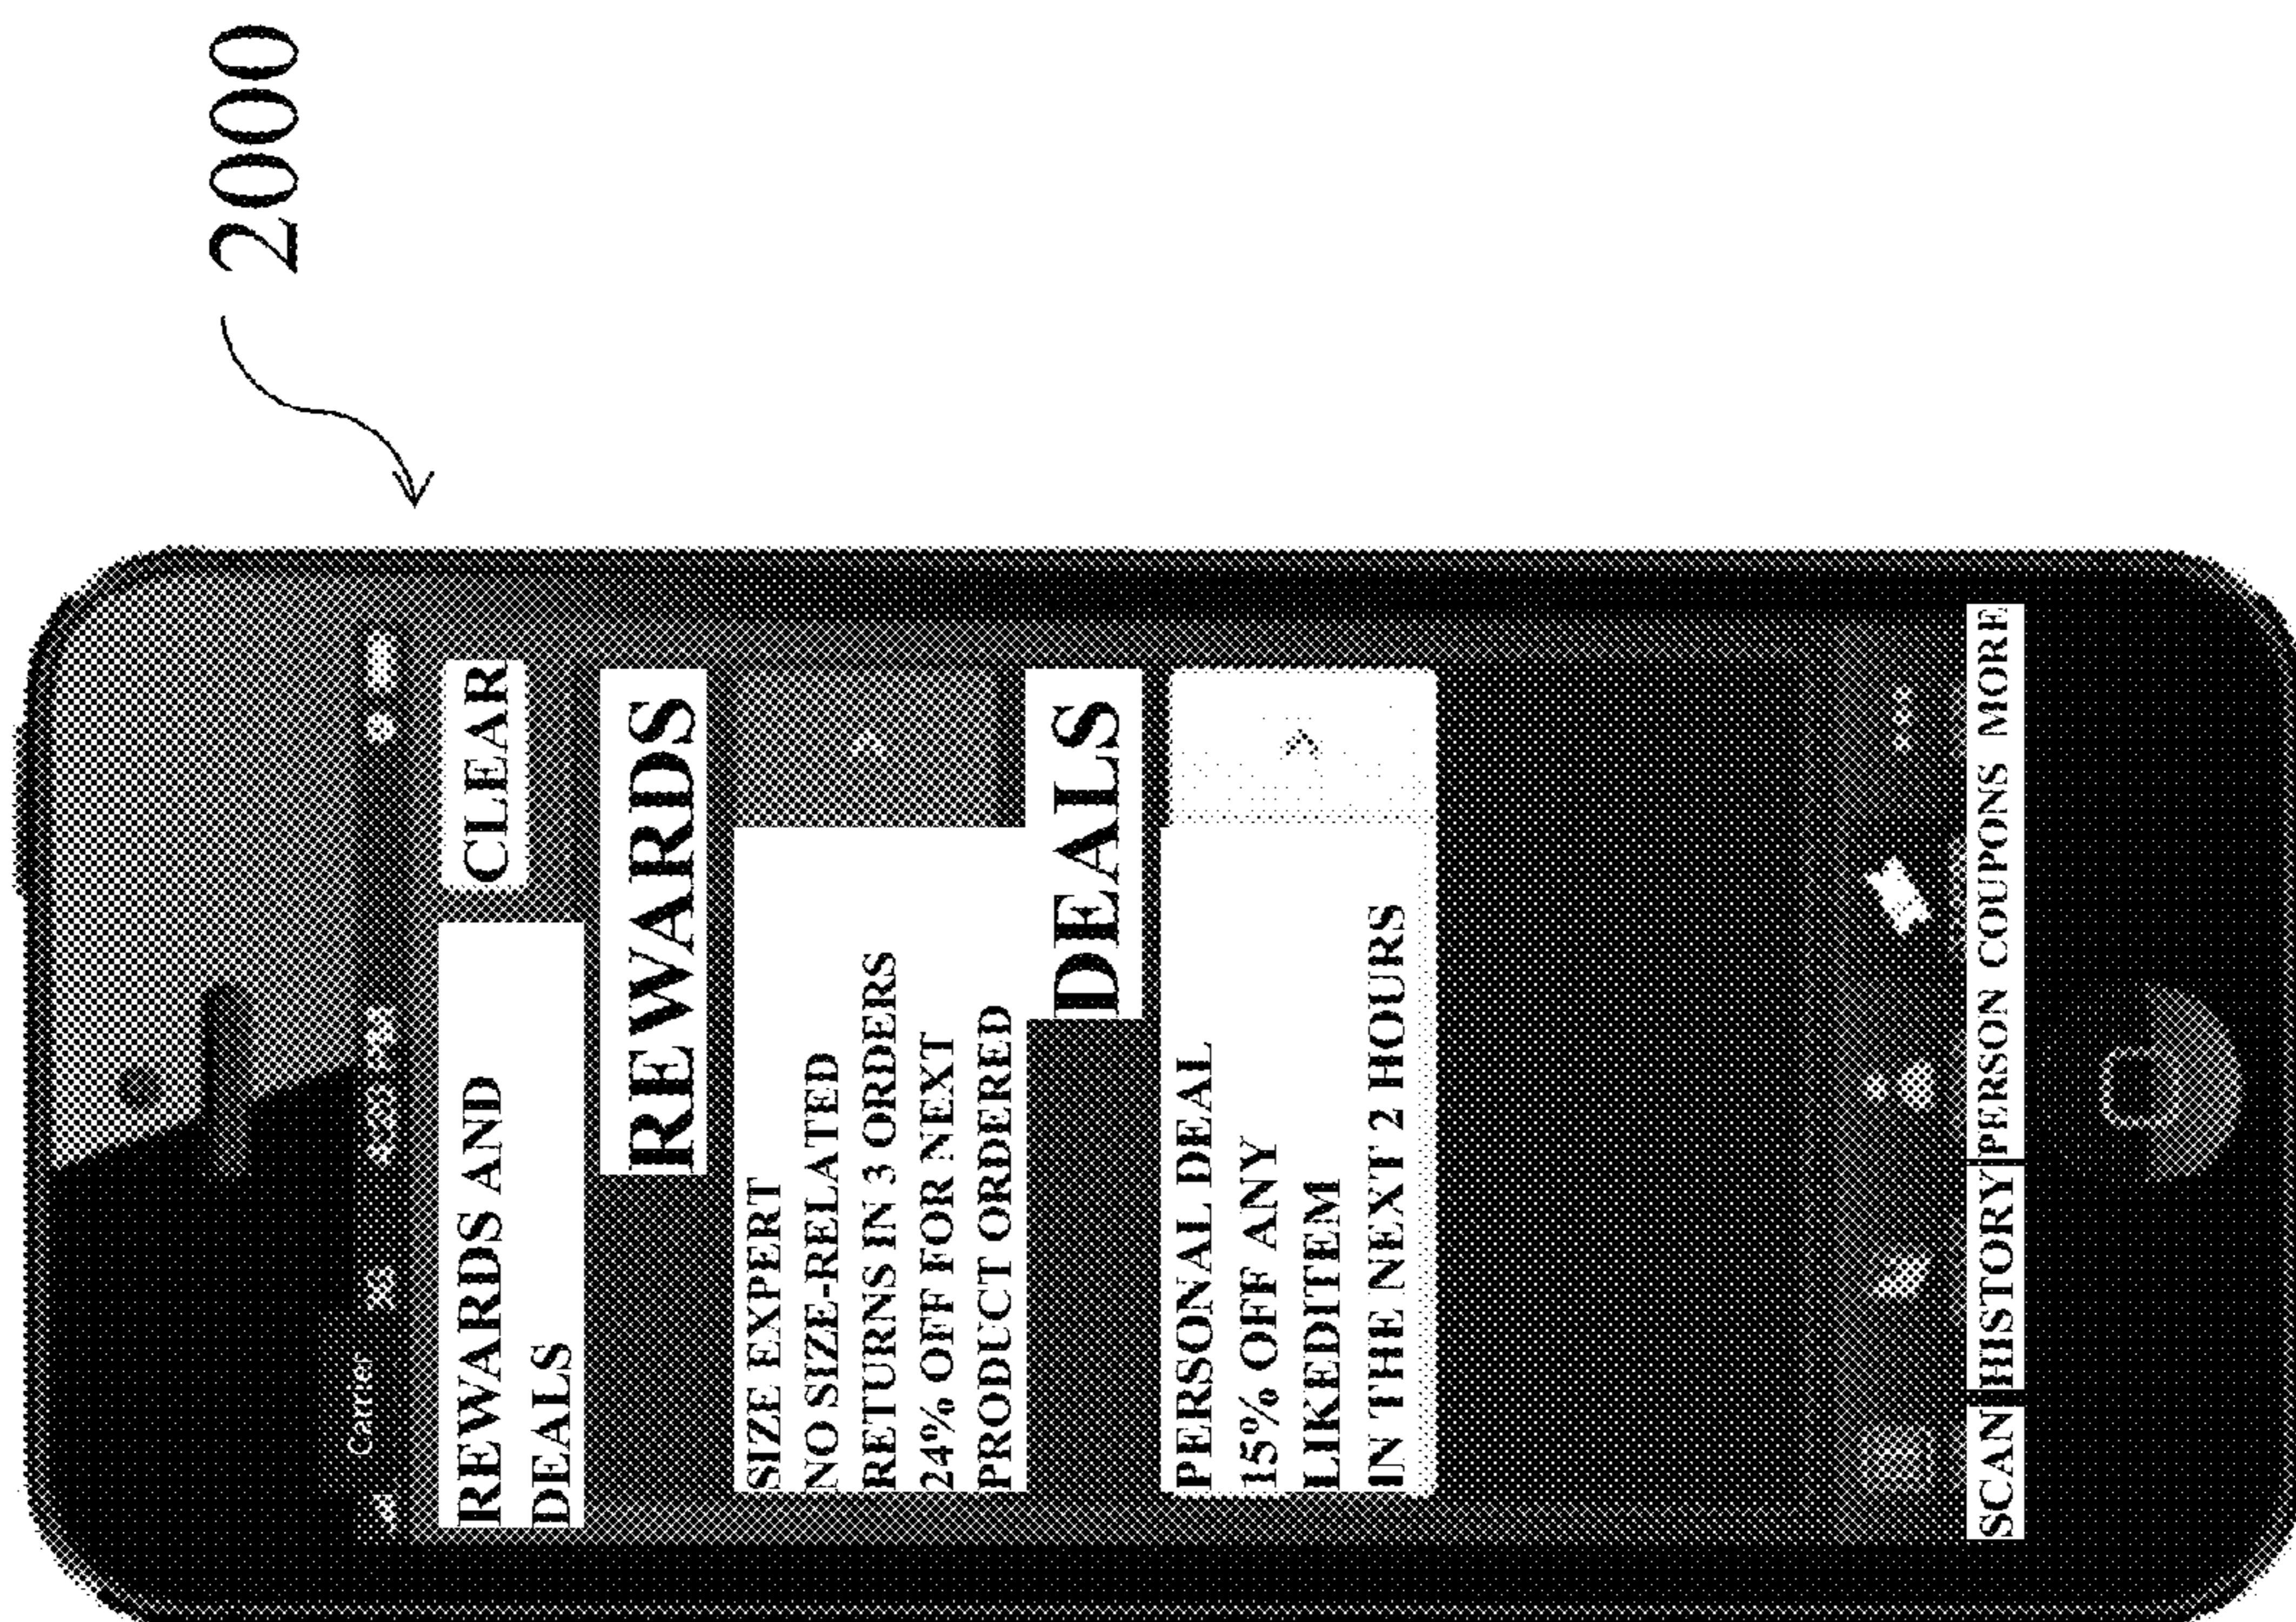 2000
Carrier
REWARDS AND
DEALS
CLEAR
REWARDS
SIZE EXPERT
NO SIZE-RELATED
RETURNS IN 3 ORDERS
24% OFF FOR NEXT
PRODUCT ORDERED
DEALS
PERSONAL DEAL
15% OFF ANY
LIKEDITEM
IN THE NEXT 2 HOURS
SCAN HISTORY PERSON COUPONS MORE